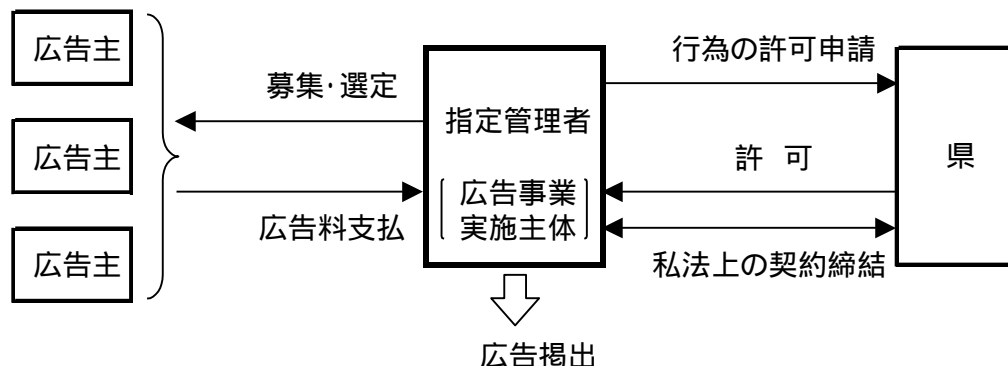 広告主
広告主
広告主
募集·選定
広告料支払
指定管理者
広告事業
実施主体
広告掲出
行為の許可申請
許 可
私法上の契約締結
県